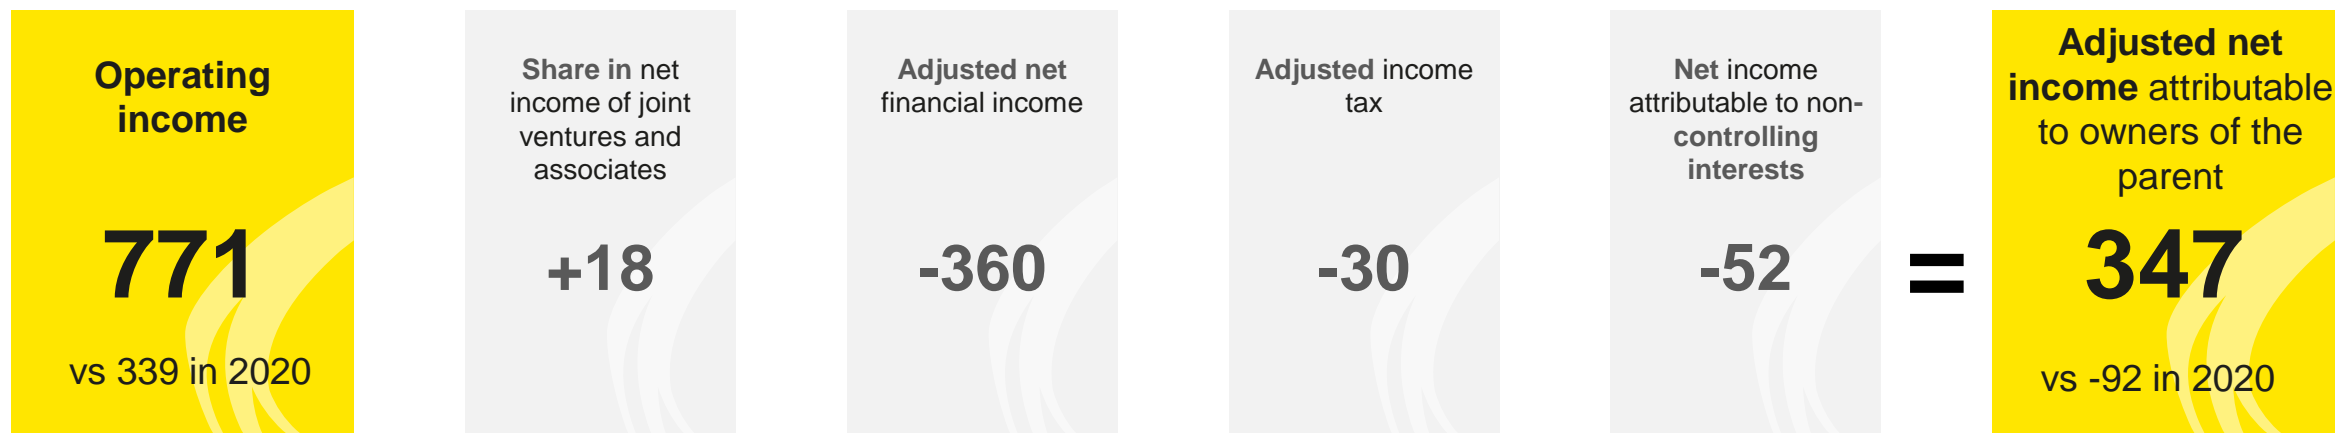 Operating
income
771
vs 339 in 2020
Share in net
income of joint
ventures and
associates
+18
Adjusted net
financial income
-360
Adjusted income
tax
-30
Net income
attributable to non-
controlling
interests
-52
=
Adjusted net
income attributable
to owners of the
parent
347
vs -92 in 2020